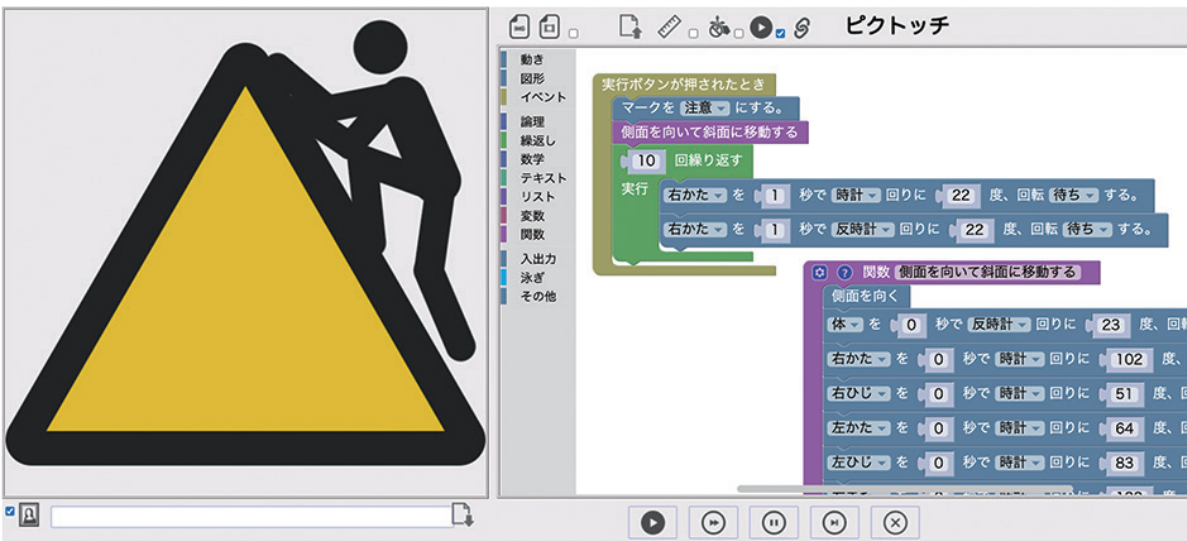 ピクトッチ
動き
図形
イベント
論理
繰返し
数学
テキスト
リスト
変数
関数
入出力
泳ぎ
その他
実行ボタンが押されたとき
マークを 注意 にする。
側面を向いて斜面に移動する
10 回繰り返す
実行
右かた を 1 秒で 時計 回りに 22 度、回転 待ち する。
右かた を 1 秒で 反時計 回りに 22 度、回転 待ち する。
? 関数 側面を向いて斜面に移動する
側面を向く
体 を 0 秒で 反時計 回りに 23 度、回
右かた を 0 秒で 時計 回りに 102 度、
右ひじ を 0 秒で 時計 回りに 51 度、
左かた を 0 秒で 時計 回りに 64 度、
左ひじ を 0 秒で 時計 回りに 83 度、